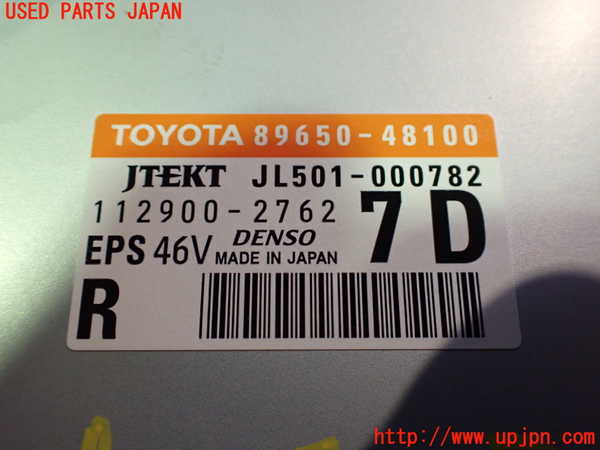 USED PARTS JAPAN
TOYOTA 89650-48100
JTEKT JL501-000782
112900-2762 7D
EPS 46V DENSO
MADE IN JAPAN
R
http://www.upjpn.com/